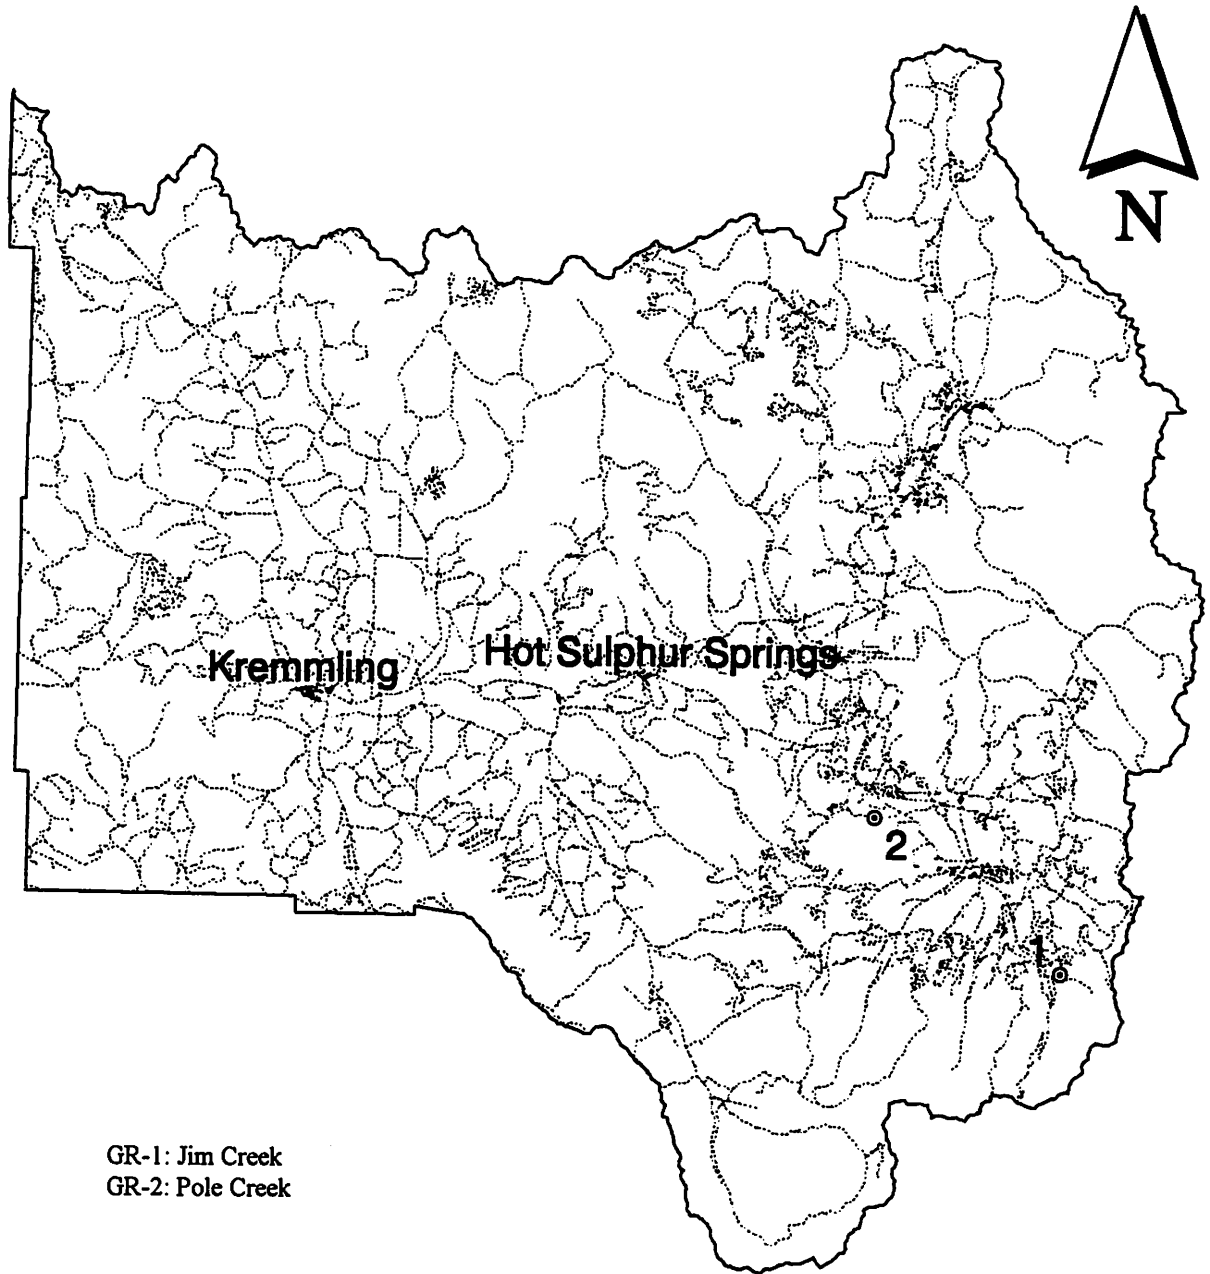 N
Kremmling
Hot Sulphur Springs
2
1
GR-1: Jim Creek
GR-2: Pole Creek